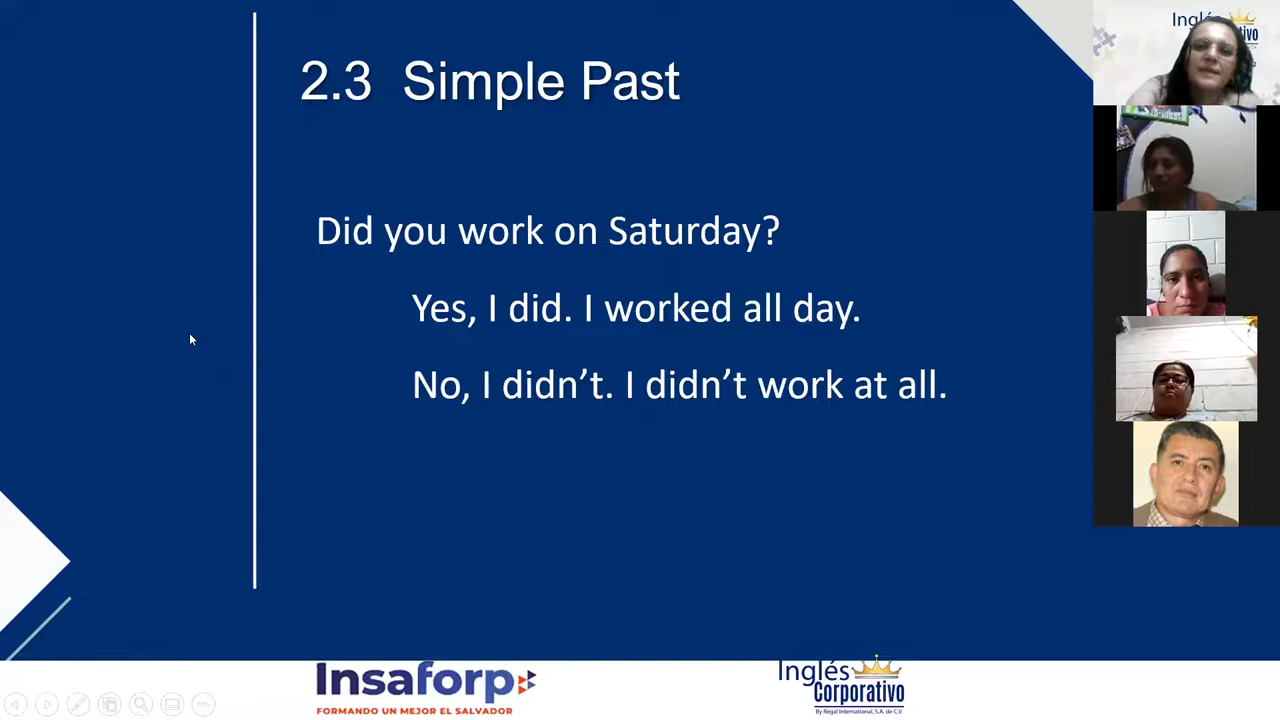 2.3 Simple Past
Did you work on Saturday?
Yes, I did. I worked all day.
No, I didn’t. I didn’t work at all.
Insaforp
FORMANDO UN MEJOR EL SALVADOR
Inglés
Corporativo
By Regal International, S.A. de C.V.